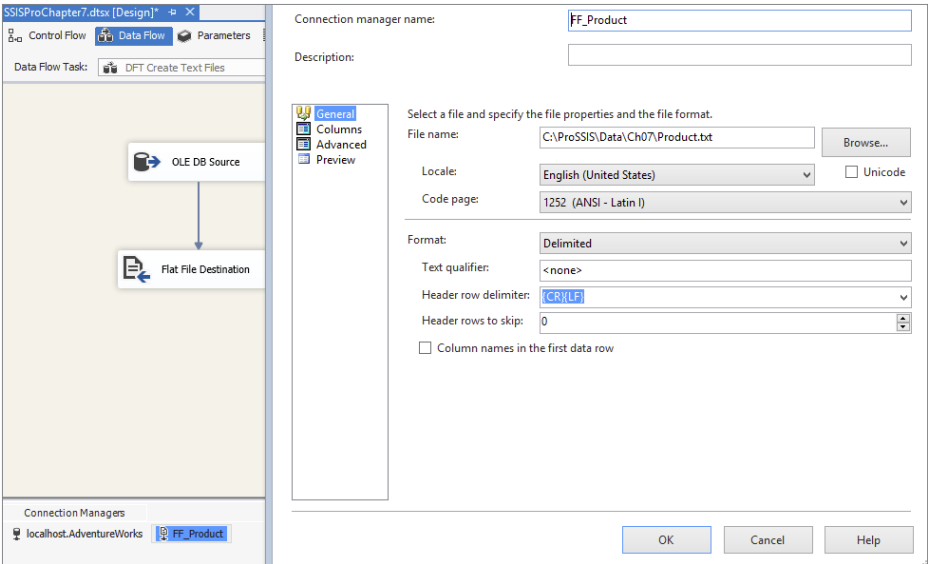 SSISProChapter7.dtsx [Design]*
Control Flow
Data Flow
Parameters
Data Flow Task:
DFT Create Text Files
OLE DB Source
Flat File Destination
Connection Managers
localhost.AdventureWorks
FF_Product
Connection manager name:
FF_Product
Description:
General
Columns
Advanced
Preview
Select a file and specify the file properties and the file format.
File name:
C:\ProSSIS\Data\Ch07\Product.txt
Browse...
Locale:
English (United States)
Unicode
Code page:
1252 (ANSI - Latin I)
Format:
Delimited
Text qualifier:
<none>
Header row delimiter:
{CR}{LF}
Header rows to skip:
0
Column names in the first data row
OK
Cancel
Help